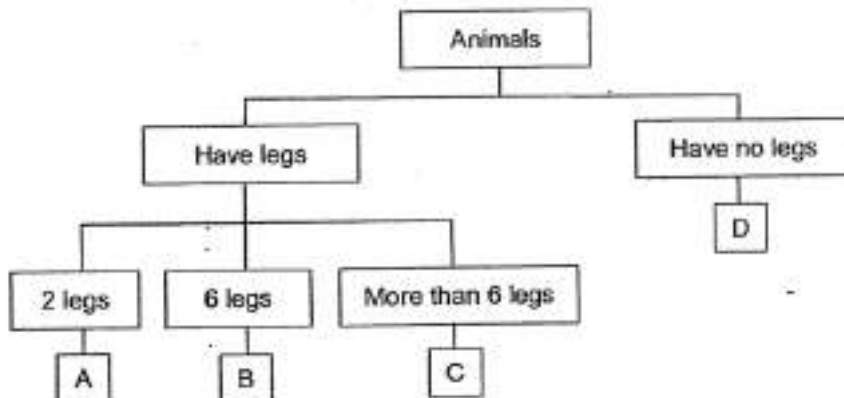 Animals
Have legs
Have no legs
D
2 legs
6 legs
More than 6 legs
A
B
C